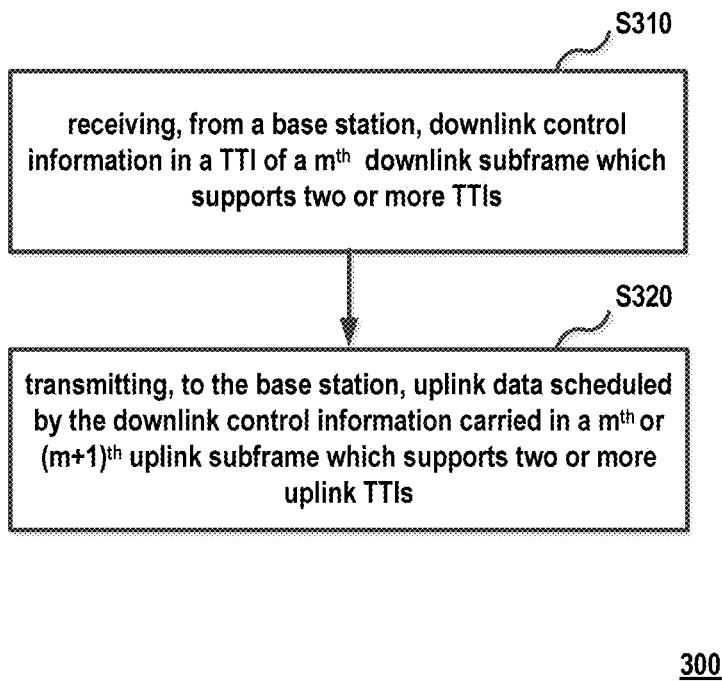 S310
receiving, from a base station, downlink control
information in a TTI of a mth downlink subframe which
supports two or more TTIs
S320
transmitting, to the base station, uplink data scheduled
by the downlink control information carried in a mth or
(m+1)th uplink subframe which supports two or more
uplink TTIs
300